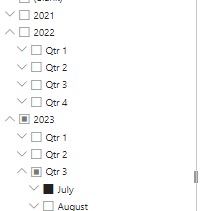 (Blank)
2021
2022
Qtr 1
Qtr 2
Qtr 3
Qtr 4
2023
Qtr 1
Qtr 2
Qtr 3
July
August